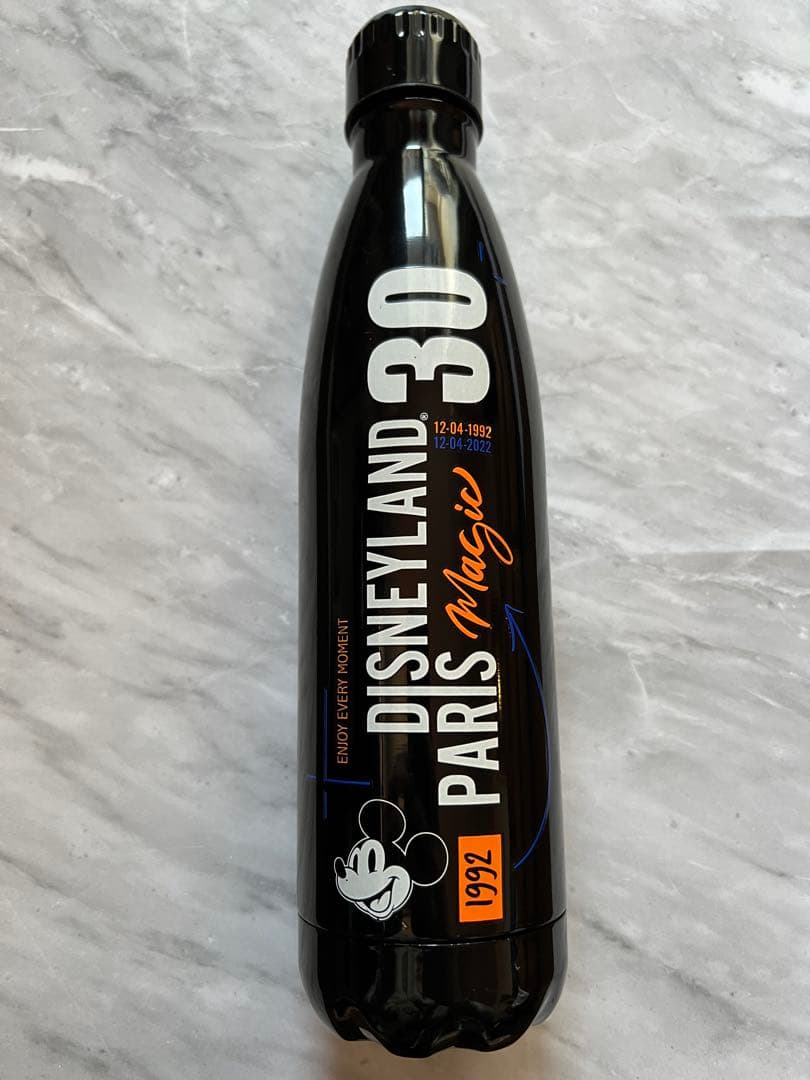 ENJOY EVERY MOMENT
DISNEYLAND® 30
12-04-1992
12-04-2022
PARIS Magic
1992